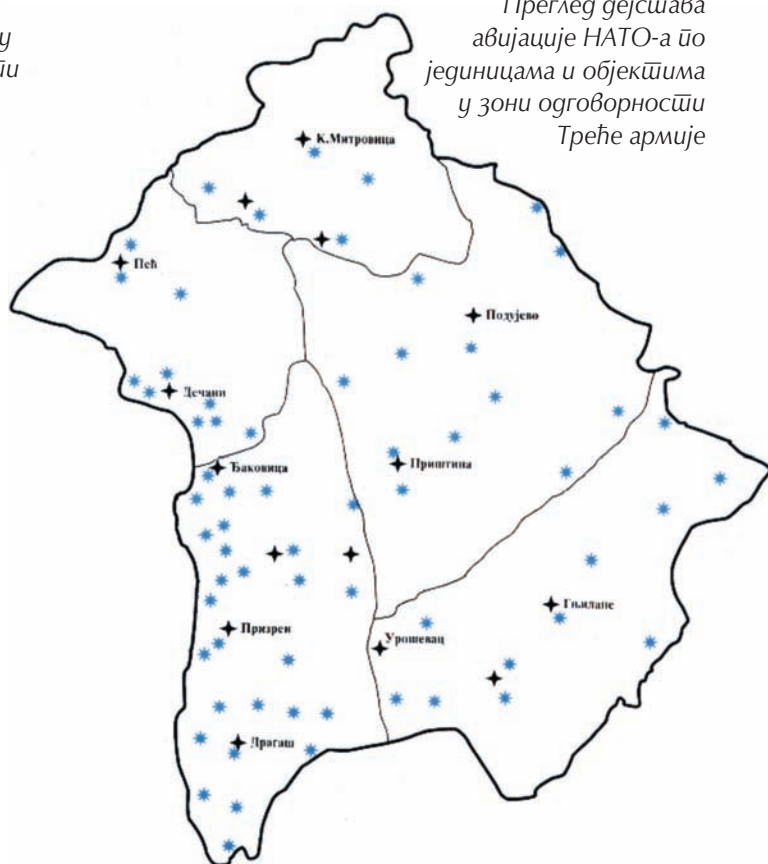 у
ти
Преглед дејстава
авијације НАТО-а по
јединицама и објектима
у зони одговорности
Треће армије
К.Митровица
Пећ
Подујево
Дечани
Ђаковица
Приштина
Гњилане
Призрен
Урошевац
Драгаш